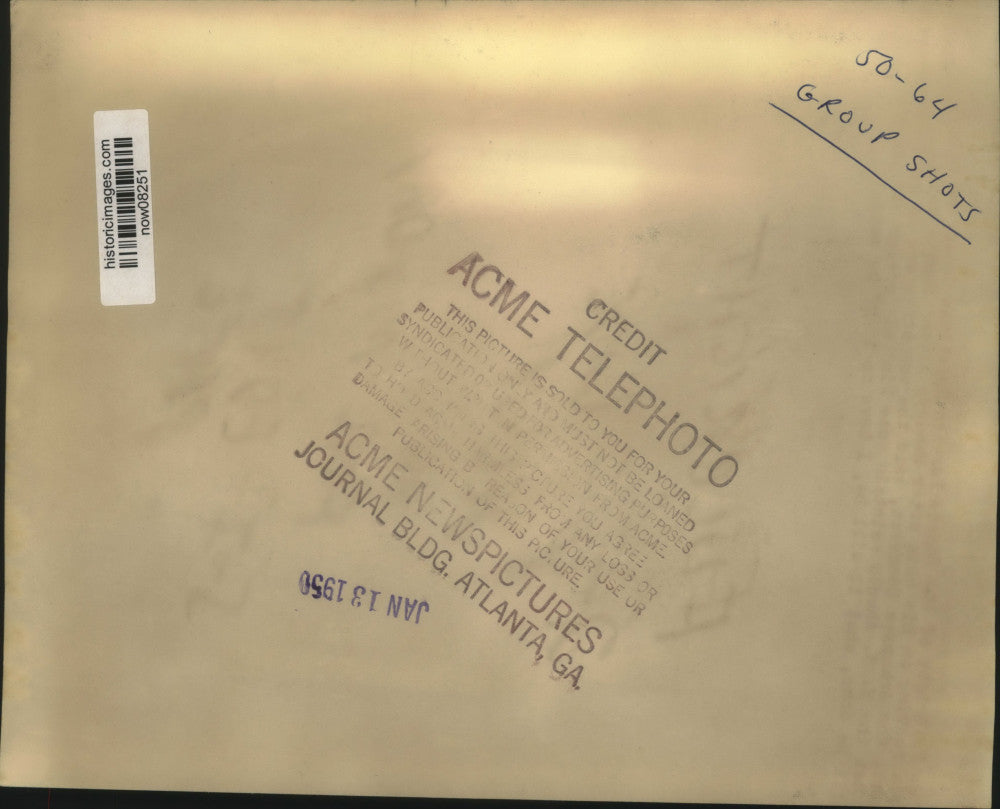 50-64
GROUP SHOTS
historicimages.com
now08251
CREDIT
ACME TELEPHOTO
THIS PICTURE IS SOLD TO YOU FOR YOUR
PUBLICATION ONLY AND MUST NOT BE LOANED
SYNDICATED OR USED FOR ADVERTISING PURPOSES
WITHOUT WRITTEN PERMISSION FROM ACME.
PICTURE YOU AGREE
TO HOLD ACME HARMLESS FROM ANY LOSS OR
DAMAGE ARISING BY REASON OF YOUR USE OR
PUBLICATION OF THIS PICTURE.
ACME NEWSPICTURES
JOURNAL BLDG. ATLANTA, GA.
JAN 13 1950